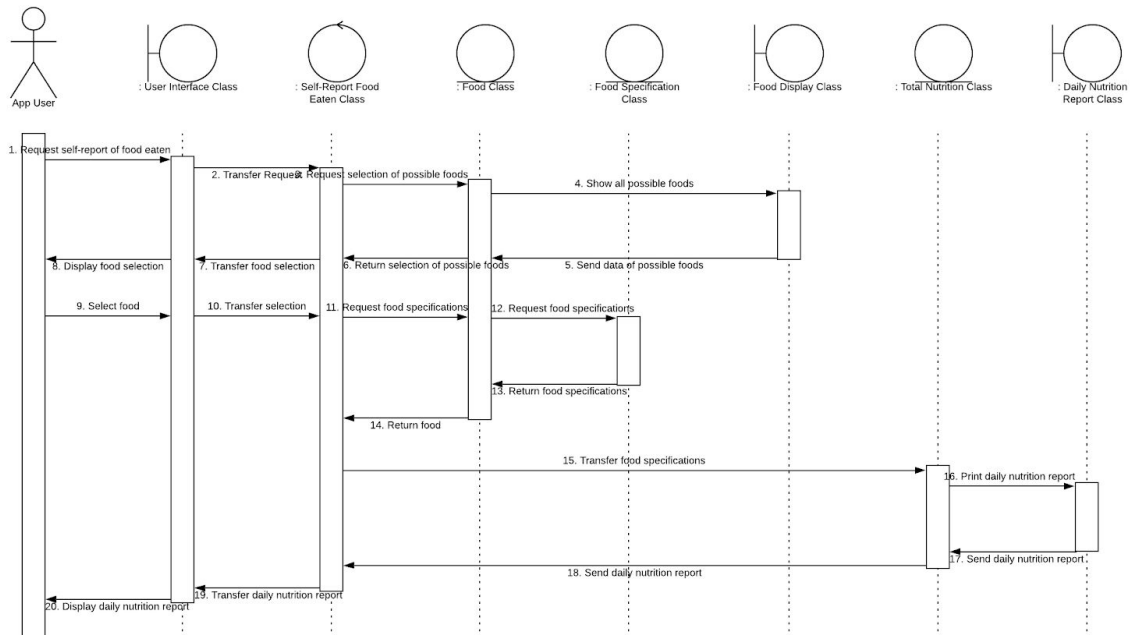 App User
: User Interface Class
: Self-Report Food
Eaten Class
: Food Class
: Food Specification
Class
: Food Display Class
: Total Nutrition Class
: Daily Nutrition
Report Class
1. Request self-report of food eaten
2. Transfer Request
3. Request selection of possible foods
4. Show all possible foods
8. Display food selection
7. Transfer food selection
6. Return selection of possible foods
5. Send data of possible foods
9. Select food
10. Transfer selection
11. Request food specifications
12. Request food specifications
13. Return food specifications
14. Return food
15. Transfer food specifications
16. Print daily nutrition report
17. Send daily nutrition report
18. Send daily nutrition report
19. Transfer daily nutrition report
20. Display daily nutrition report